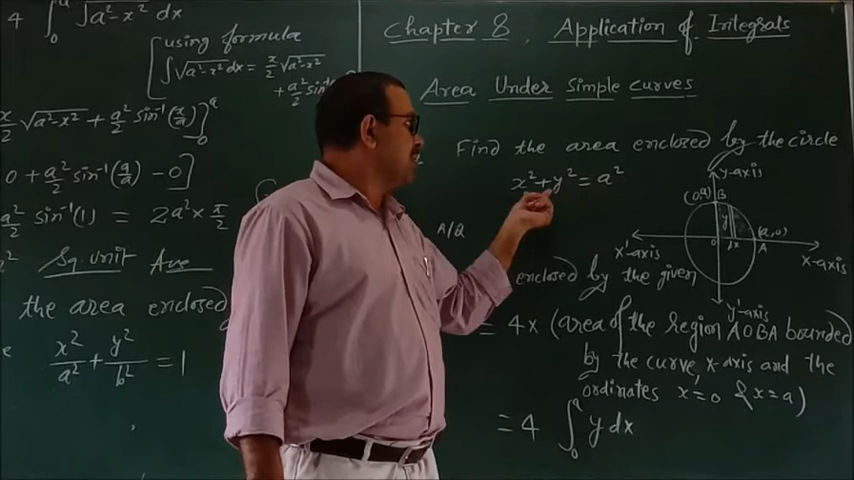 4 ∫₀ᵃ √a²-x² dx
[using formula
∫√a²-x² dx = x/2 √a²-x²
+ a²/2 sin⁻¹
x/2 √a²-x² + a²/2 sin⁻¹(x/a)]₀ᵃ
0 + a²/2 sin⁻¹(a/a) - 0]
a²/2 sin⁻¹(1) = 2a² × π/2
Sq. unit Ans
the area enclosed
x²/a² + y²/b² = 1
Chapter 8. Application of Integrals
Area Under Simple curves
Find the area enclosed by the circle
x²+y² = a²
y-axis
(0,a) B
y
(a,0)
x'-axis
o dx A
x-axis
y'-axis
enclosed by the given
= 4x (area of the region AOBA bounded
by the curve, x-axis and the
ordinates x=0 & x=a)
= 4 ∫₀ᵃ y dx